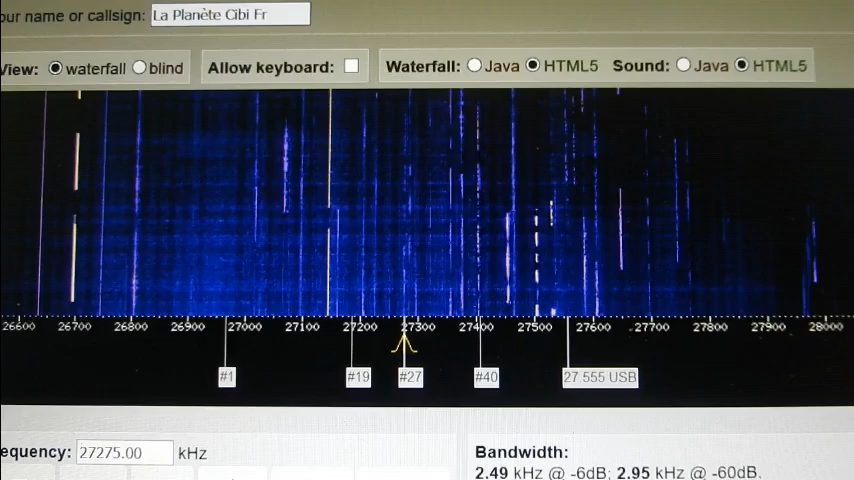 our name or callsign: La Planète Cibi Fr
View: waterfall blind Allow keyboard: Waterfall: Java HTML5 Sound: Java HTML5
26600 26700 26800 26900 27000 27100 27200 27300 27400 27500 27600 27700 27800 27900 28000
#1 #19 #27 #40 27.555 USB
equency: 27275.00 kHz
Bandwidth:
2.49 kHz @ -6dB; 2.95 kHz @ -60dB.